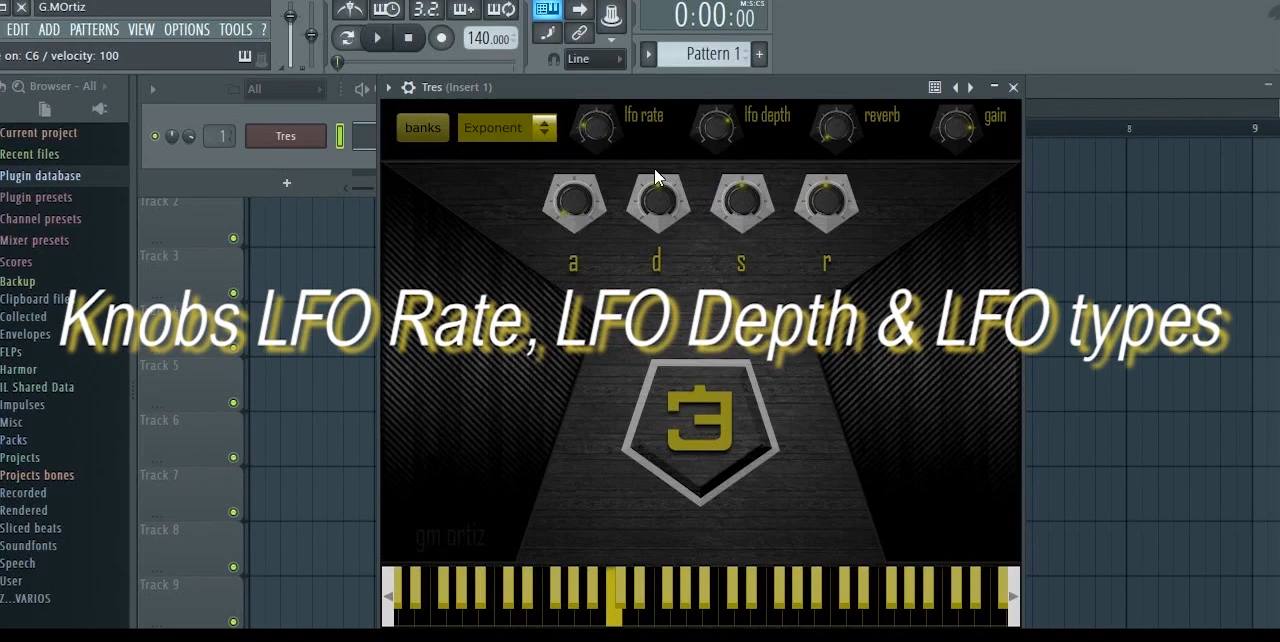 G.MOrtiz
EDIT ADD PATTERNS VIEW OPTIONS TOOLS ?
e on: C6 / velocity: 100
3.2.
140.000
0:00:00
M:S:CS
Line
Pattern 1
Browser - All
All
Tres (Insert 1)
Current project
Recent files
Plugin database
Plugin presets
Channel presets
Mixer presets
Scores
Backup
Clipboard file
Collected
Envelopes
FLPs
Harmor
IL Shared Data
Impulses
Misc
Packs
Projects
Projects bones
Recorded
Rendered
Sliced beats
Soundfonts
Speech
User
Z...VARIOS
1
Tres
+
Track 2
Track 3
Track 5
Track 6
Track 7
Track 8
Track 9
banks
Exponent
lfo rate
lfo depth
reverb
gain
a d s r
Knobs LFO Rate, LFO Depth & LFO types
3
gm ortiz
8 9